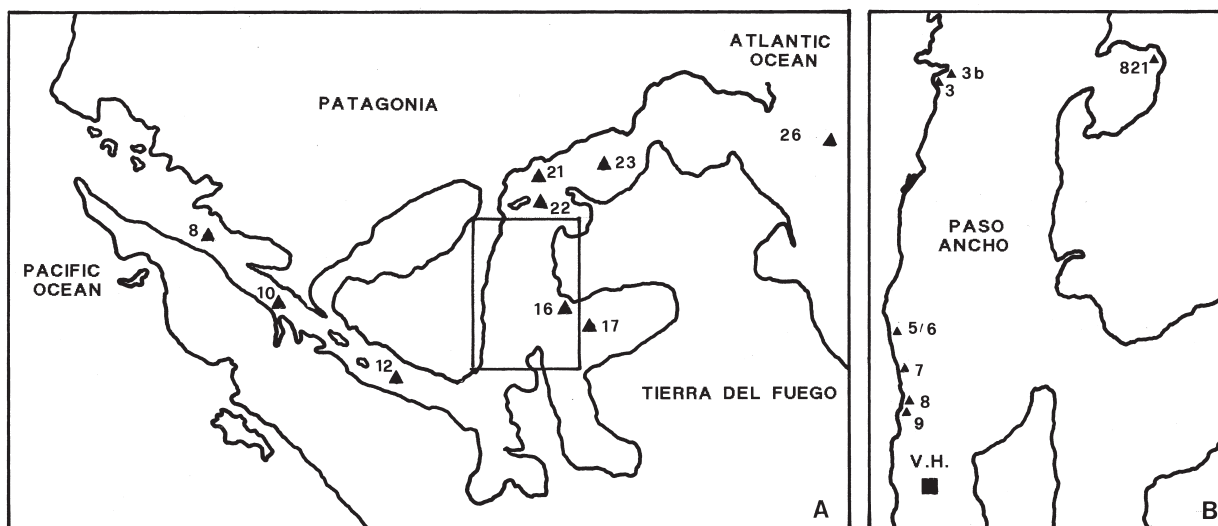 ATLANTIC
OCEAN
PATAGONIA
26
21
23
22
8
PACIFIC
OCEAN
10
16
17
12
TIERRA DEL FUEGO
A
3b
3
821
PASO
ANCHO
5/6
7
8
9
V.H.
B